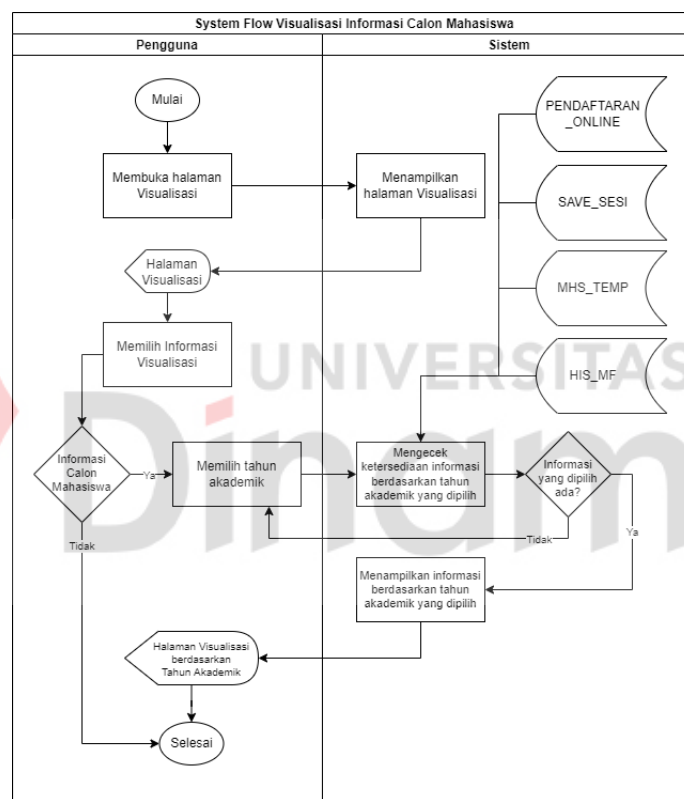 System Flow Visualisasi Informasi Calon Mahasiswa
Pengguna
Sistem
Mulai
PENDAFTARAN
_ONLINE
Membuka halaman
Visualisasi
Menampilkan
halaman Visualisasi
SAVE_SESI
Halaman
Visualisasi
MHS_TEMP
Memilih Informasi
Visualisasi
UNIVERSITAS
HIS_MF
Dinam
Informasi
Calon
Mahasiswa
Ya
Memilih tahun
akademik
Mengecek
ketersediaan informasi
berdasarkan tahun
akademik yang dipilih
Informasi
yang dipilih
ada?
Tidak
Tidak
Ya
Menampilkan informasi
berdasarkan tahun
akademik yang dipilih
Halaman Visualisasi
berdasarkan
Tahun Akademik
Selesai